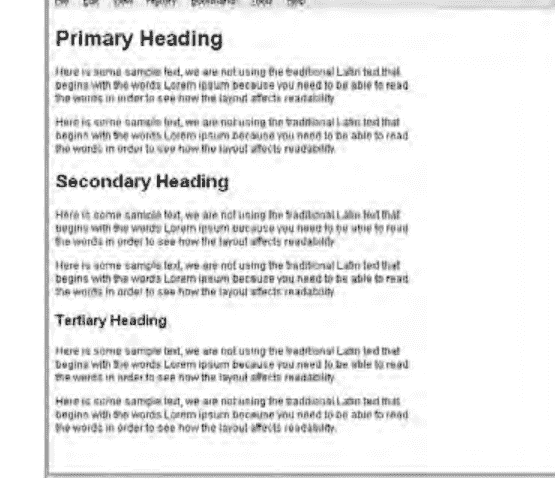 File Edit View History Bookmarks Tools Help
Primary Heading
Here is some sample text, we are not using the traditional Latin text that
begins with the words Lorem ipsum because you need to be able to read
the words in order to see how the layout affects readability.
Here is some sample text, we are not using the traditional Latin text that
begins with the words Lorem ipsum because you need to be able to read
the words in order to see how the layout affects readability.
Secondary Heading
Here is some sample text, we are not using the traditional Latin text that
begins with the words Lorem ipsum because you need to be able to read
the words in order to see how the layout affects readability.
Here is some sample text, we are not using the traditional Latin text that
begins with the words Lorem ipsum because you need to be able to read
the words in order to see how the layout affects readability.
Tertiary Heading
Here is some sample text, we are not using the traditional Latin text that
begins with the words Lorem ipsum because you need to be able to read
the words in order to see how the layout affects readability.
Here is some sample text, we are not using the traditional Latin text that
begins with the words Lorem ipsum because you need to be able to read
the words in order to see how the layout affects readability.